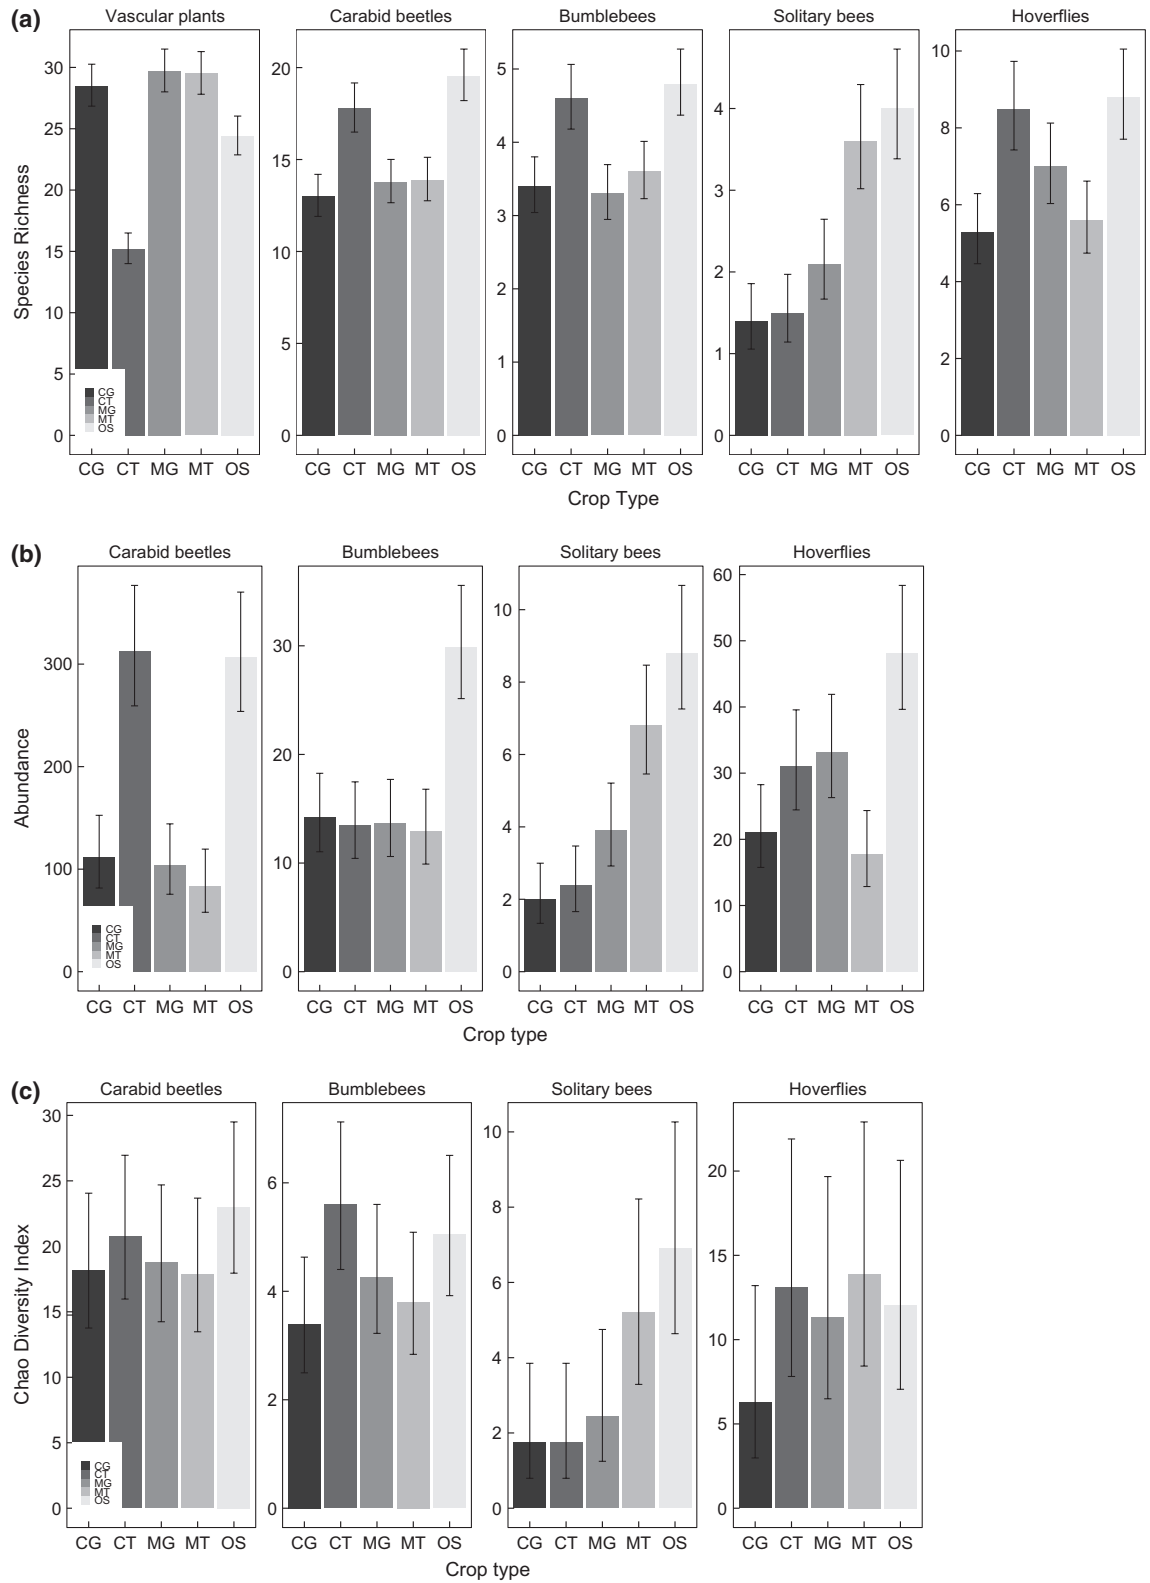 (a)
Vascular plants Carabid beetles Bumblebees Solitary bees Hoverflies
Species Richness
30
25
20
15
10
5
0
CG
CT
MG
MT
OS
CG CT MG MT OS
20
15
10
5
0
CG CT MG MT OS
5
4
3
2
1
0
CG CT MG MT OS
4
3
2
1
0
CG CT MG MT OS
10
8
6
4
2
0
CG CT MG MT OS
Crop Type
(b)
Carabid beetles Bumblebees Solitary bees Hoverflies
Abundance
300
200
100
0
CG
CT
MG
MT
OS
CG CT MG MT OS
30
20
10
0
CG CT MG MT OS
10
8
6
4
2
0
CG CT MG MT OS
60
50
40
30
20
10
0
CG CT MG MT OS
Crop type
(c)
Carabid beetles Bumblebees Solitary bees Hoverflies
Chao Diversity Index
30
25
20
15
10
5
0
CG
CT
MG
MT
OS
CG CT MG MT OS
6
4
2
0
CG CT MG MT OS
10
8
6
4
2
0
CG CT MG MT OS
20
15
10
5
0
CG CT MG MT OS
Crop type